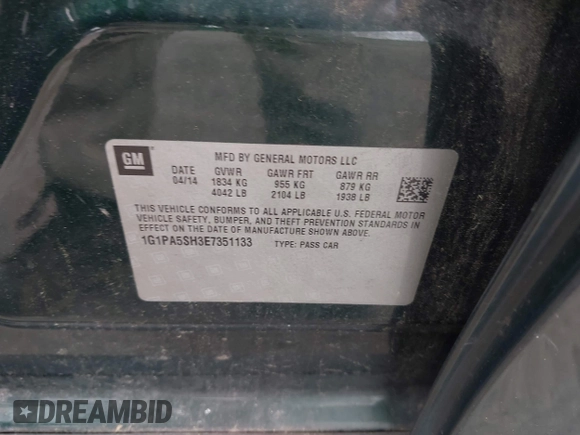 GM
MFD BY GENERAL MOTORS LLC
DATE GVWR GAWR FRT GAWR RR
04/14 1834 KG 955 KG 879 KG
4042 LB 2104 LB 1938 LB
THIS VEHICLE CONFORMS TO ALL APPLICABLE U.S. FEDERAL MOTOR
VEHICLE SAFETY, BUMPER, AND THEFT PREVENTION STANDARDS IN
EFFECT ON THE DATE OF MANUFACTURE SHOWN ABOVE.
1G1PA5SH3E7351133 TYPE: PASS CAR
DREAMBID